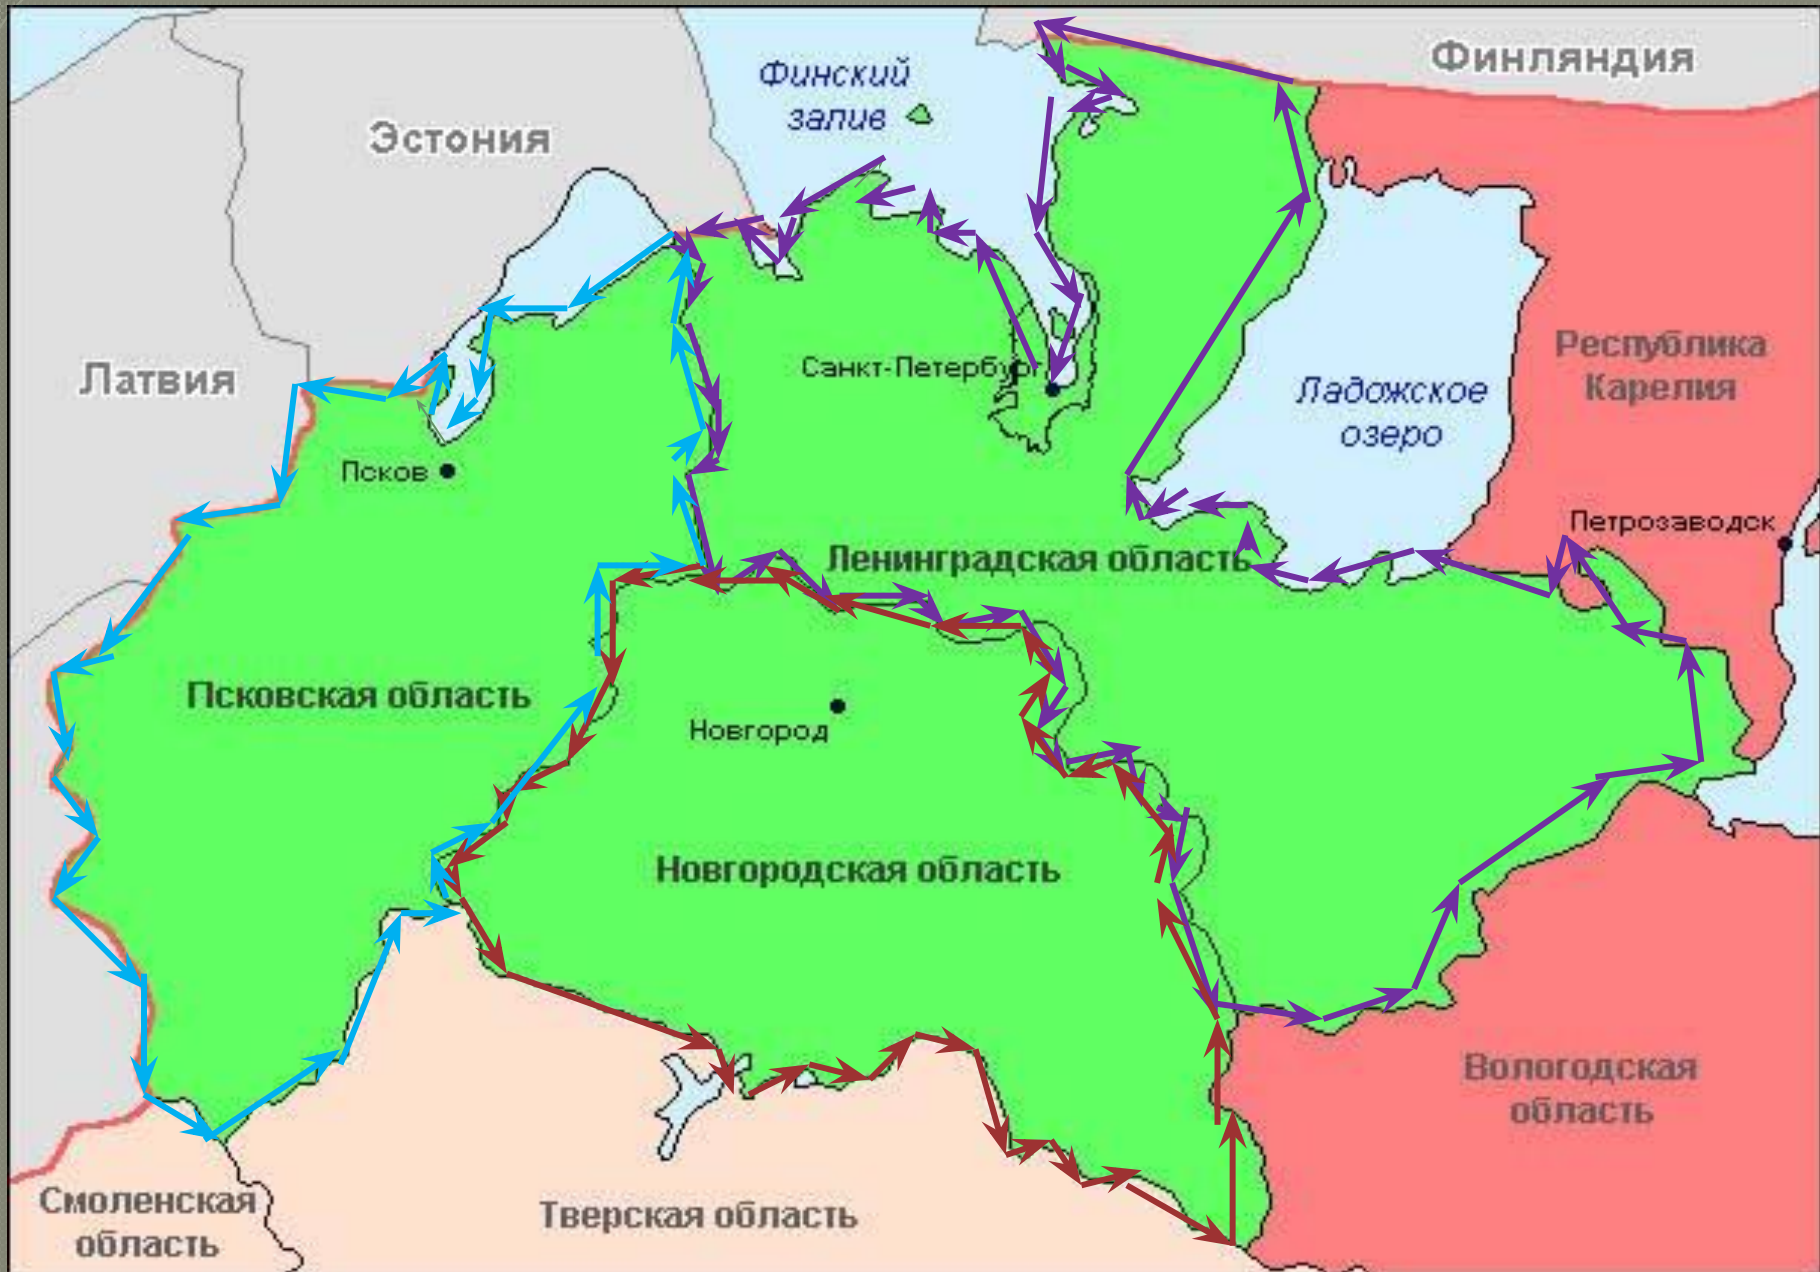 Финляндия
Финский
залив
Эстония
Латвия
Санкт-Петербург
Республика
Карелия
Ладожское
озеро
Псков
Петрозаводск
Ленинградская область
Псковская область
Новгород
Новгородская область
Вологодская
область
Смоленская
область
Тверская область